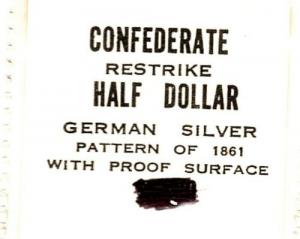 CONFEDERATE
RESTRIKE
HALF DOLLAR
GERMAN SILVER
PATTERN OF 1861
WITH PROOF SURFACE